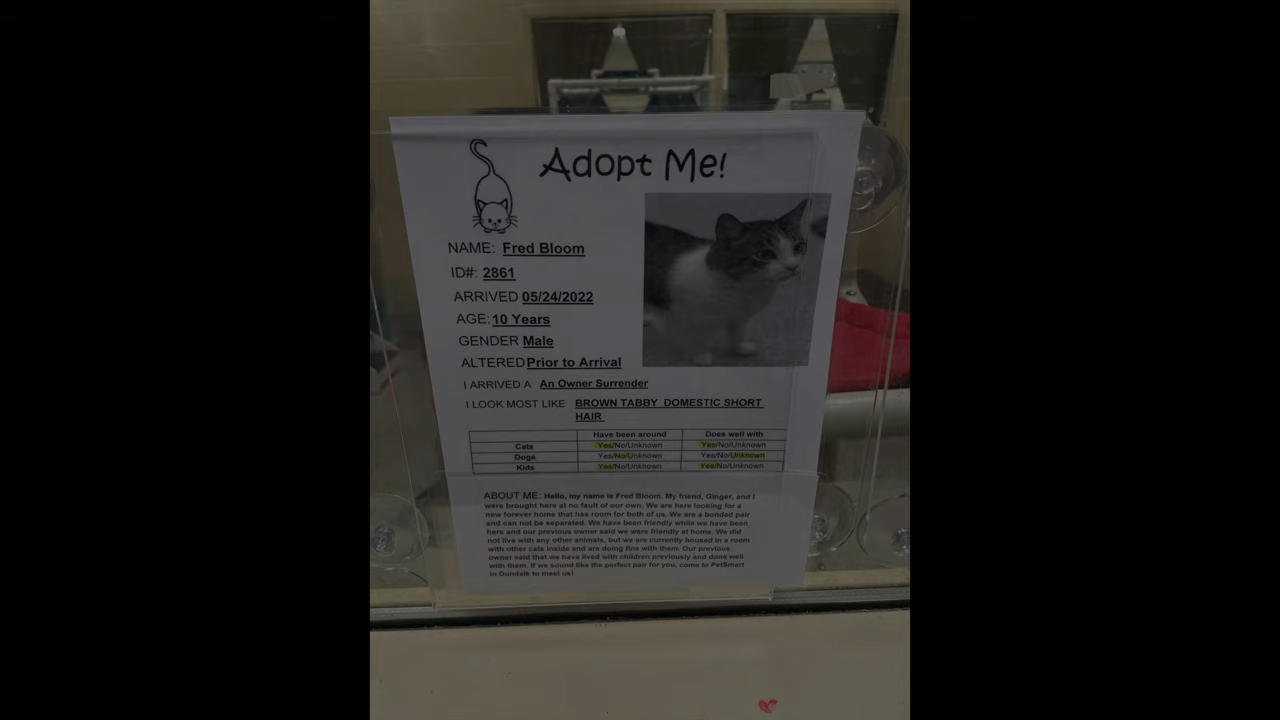 Adopt Me!
NAME: Fred Bloom
ID#: 2861
ARRIVED 05/24/2022
AGE: 10 Years
GENDER Male
ALTERED Prior to Arrival
I ARRIVED A An Owner Surrender
I LOOK MOST LIKE BROWN TABBY DOMESTIC SHORT
HAIR
Have been around Does well with
Cats Yes/No/Unknown Yes/No/Unknown
Dogs Yes/No/Unknown Yes/No/Unknown
Kids Yes/No/Unknown Yes/No/Unknown
ABOUT ME: Hello, my name is Fred Bloom. My friend, Ginger, and I
were brought here at no fault of our own. We are here looking for a
new forever home that has room for both of us. We are a bonded pair
and can not be separated. We have been friendly while we have been
here and our previous owner said we were friendly at home. We did
not live with any other animals, but we are currently housed in a room
with other cats inside and are doing fine with them. Our previous
owner said that we have lived with children previously and done well
with them. If we sound like the perfect pair for you, come to PetSmart
in Dundalk to meet us!